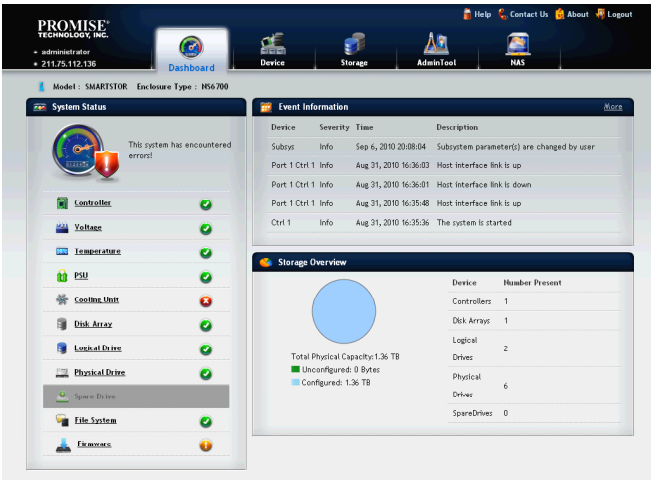 PROMISE®
TECHNOLOGY, INC.
administrator
211.75.112.136
Help
Contact Us
About
Logout
Dashboard
Device
Storage
AdminTool
NAS
Model : SMARTSTOR Enclosure Type : NS6700
System Status
This system has encountered
errors!
Controller
Voltage
Temperature
PSU
Cooling Unit
Disk Array
Logical Drive
Physical Drive
Spare Drive
File System
Firmware
Event Information
More
Device Severity Time Description
Subsys Info Sep 6, 2010 20:08:04 Subsystem parameter(s) are changed by user
Port 1 Ctrl 1 Info Aug 31, 2010 16:36:03 Host interface link is up
Port 1 Ctrl 1 Info Aug 31, 2010 16:36:01 Host interface link is down
Port 1 Ctrl 1 Info Aug 31, 2010 16:35:48 Host interface link is up
Ctrl 1 Info Aug 31, 2010 16:35:36 The system is started
Storage Overview
Total Physical Capacity:1.36 TB
Unconfigured: 0 Bytes
Configured: 1.36 TB
Device Number Present
Controllers 1
Disk Arrays 1
Logical
Drives 2
Physical
Drives 6
SpareDrives 0